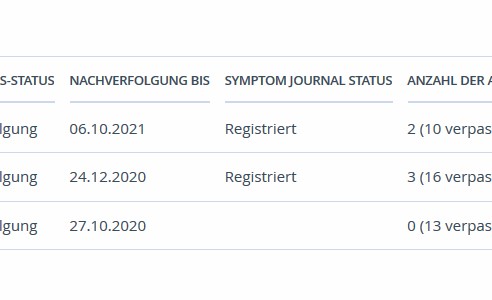 S-STATUS NACHVERFOLGUNG BIS SYMPTOM JOURNAL STATUS ANZAHL DER A
lgung 06.10.2021 Registriert 2 (10 verpas
lgung 24.12.2020 Registriert 3 (16 verpas
lgung 27.10.2020 0 (13 verpas